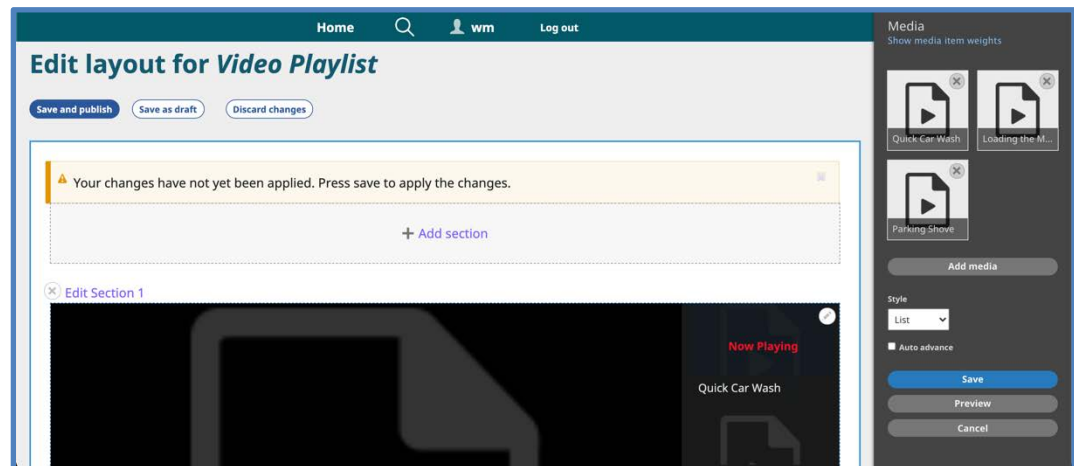 Home wm Log out
Edit layout for Video Playlist
Save and publish Save as draft Discard changes
Your changes have not yet been applied. Press save to apply the changes.
+ Add section
Edit Section 1
Now Playing
Quick Car Wash
Media
Show media item weights
Quick Car Wash Loading the M...
Parking Shove
Add media
Style
List
Auto advance
Save
Preview
Cancel